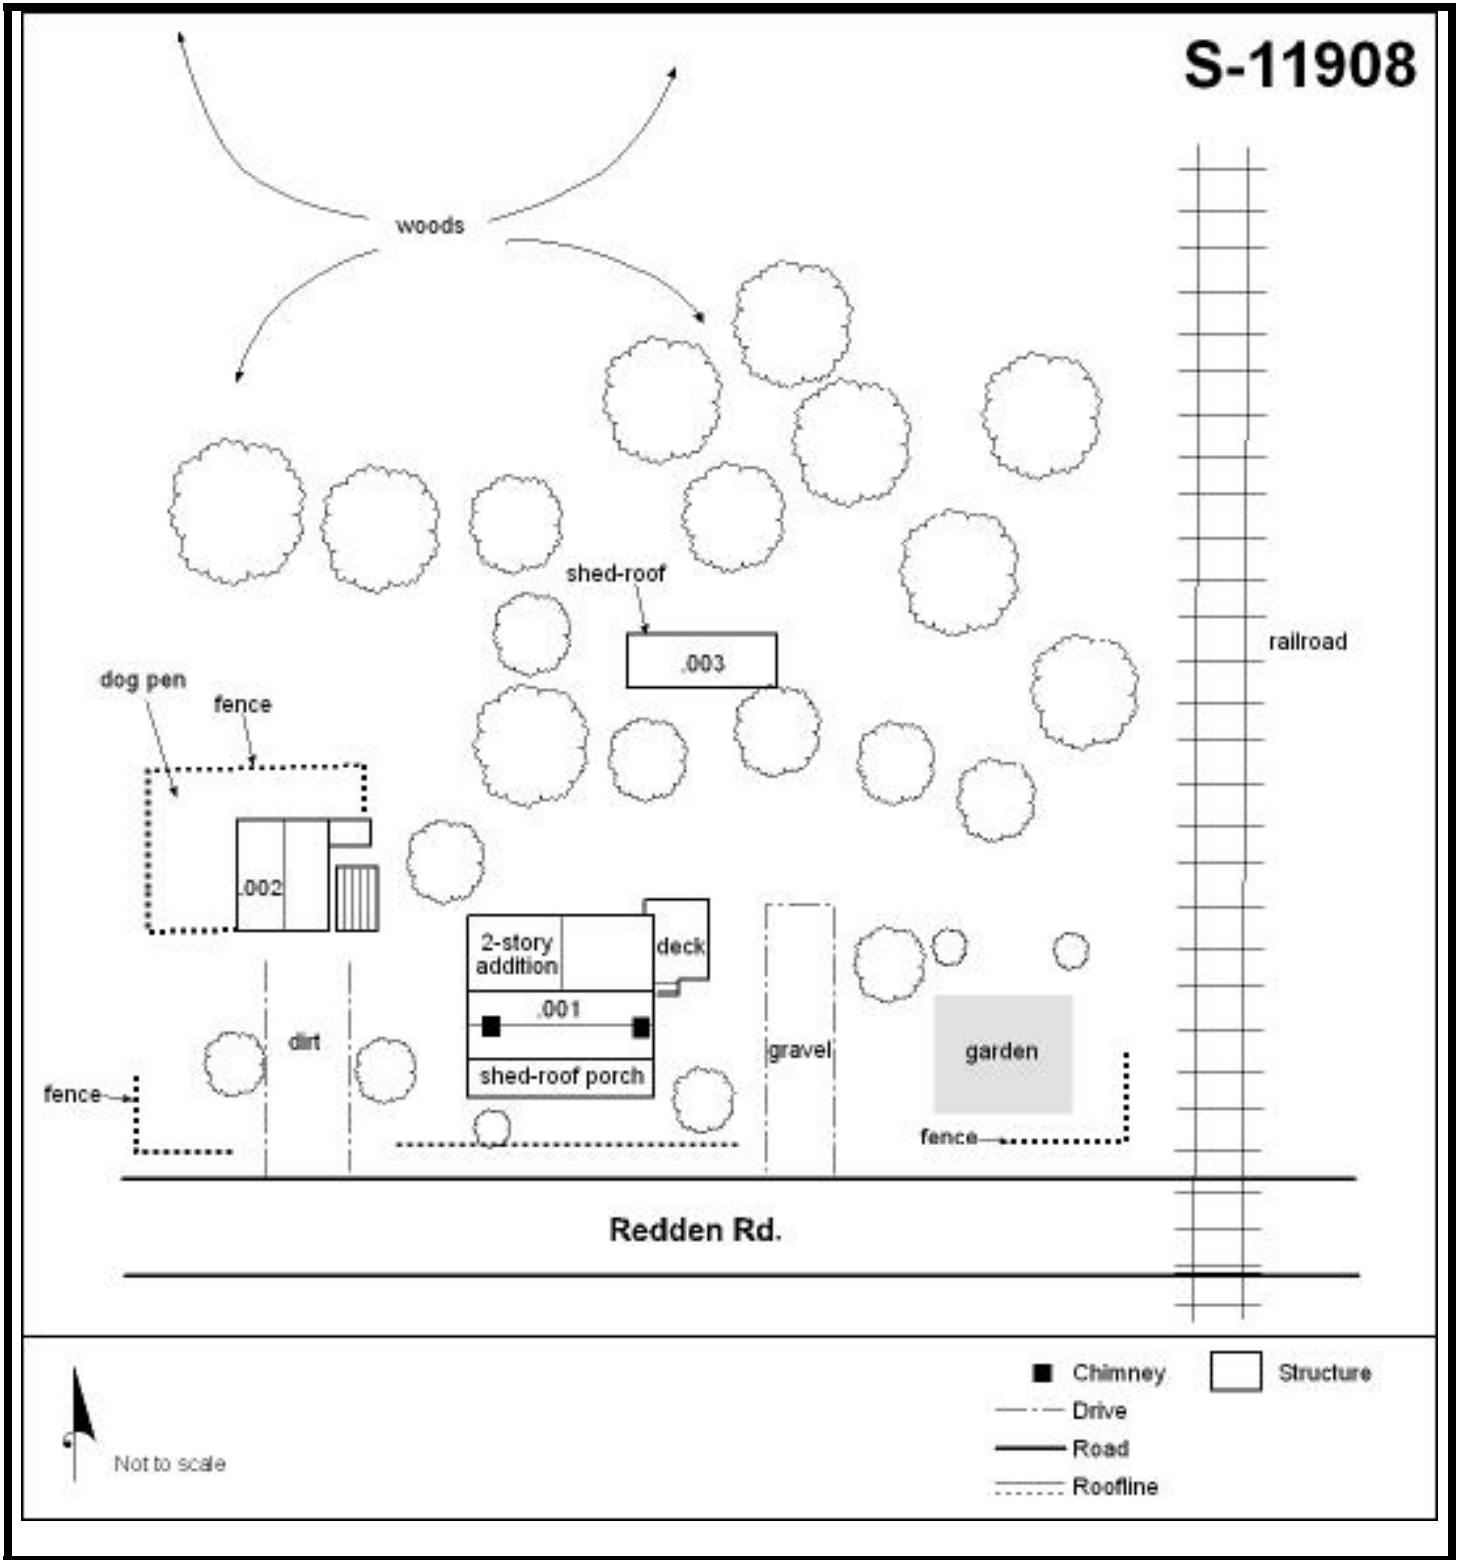 S-11908
woods
shed-roof
.003
railroad
dog pen
fence
.002
2-story
addition
deck
.001
dirt
gravel
garden
shed-roof porch
fence
fence
Redden Rd.
Chimney
Structure
Drive
Road
Roofline
Not to scale